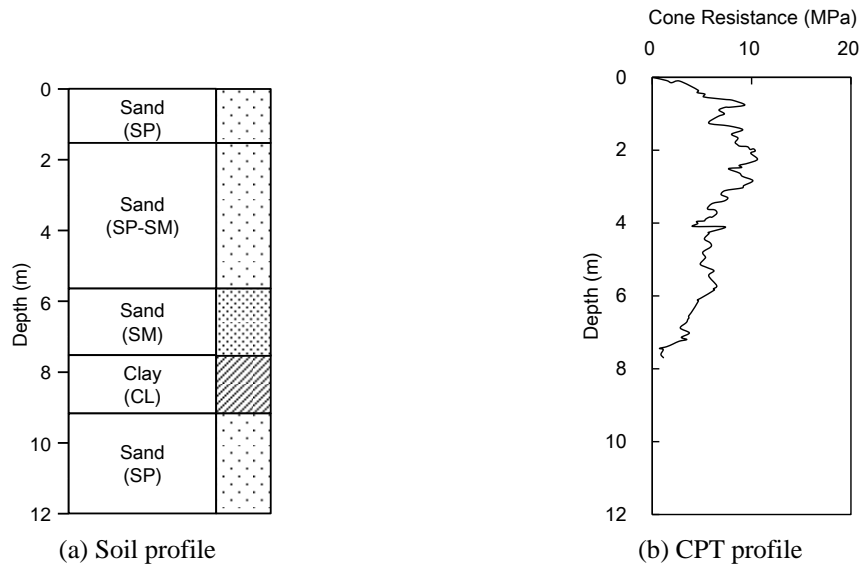 0
2
4
6
8
10
12
Depth (m)
Sand
(SP)
Sand
(SP-SM)
Sand
(SM)
Clay
(CL)
Sand
(SP)
(a) Soil profile
Cone Resistance (MPa)
0 10 20
0
2
4
6
8
10
12
Depth (m)
(b) CPT profile